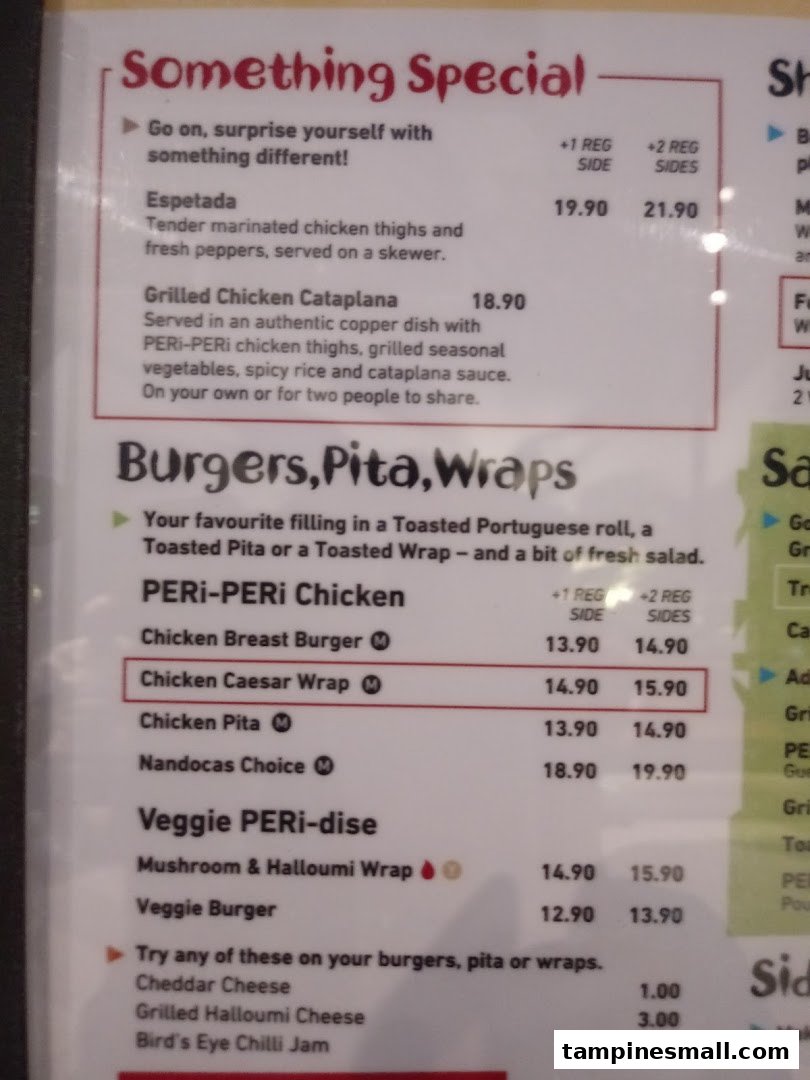 Something Special
Go on, surprise yourself with
something different!
+1 REG
SIDE
+2 REG
SIDES
Espetada 19.90 21.90
Tender marinated chicken thighs and
fresh peppers, served on a skewer.
Grilled Chicken Cataplana 18.90
Served in an authentic copper dish with
PERi-PERi chicken thighs, grilled seasonal
vegetables, spicy rice and cataplana sauce.
On your own or for two people to share.
Burgers,Pita,Wraps
Your favourite filling in a Toasted Portuguese roll, a
Toasted Pita or a Toasted Wrap – and a bit of fresh salad.
PERi-PERi Chicken
+1 REG
SIDE
+2 REG
SIDES
Chicken Breast Burger M 13.90 14.90
Chicken Caesar Wrap M 14.90 15.90
Chicken Pita M 13.90 14.90
Nandocas Choice M 18.90 19.90
Veggie PERi-dise
Mushroom & Halloumi Wrap 14.90 15.90
Veggie Burger 12.90 13.90
Try any of these on your burgers, pita or wraps.
Cheddar Cheese 1.00
Grilled Halloumi Cheese 3.00
Bird's Eye Chilli Jam
tampinesmall.com